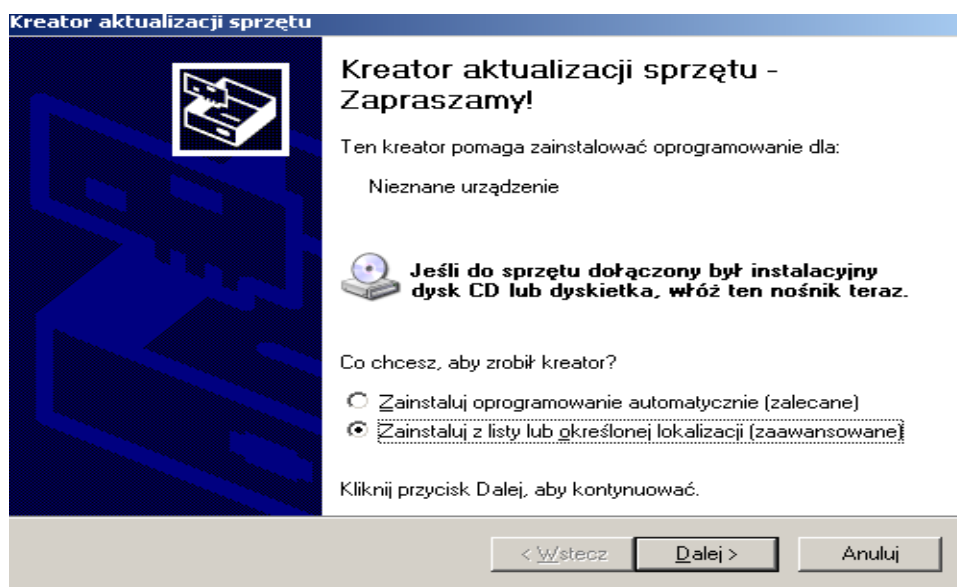 Kreator aktualizacji sprzętu
Kreator aktualizacji sprzętu -
Zapraszamy!
Ten kreator pomaga zainstalować oprogramowanie dla:
Nieznane urządzenie
Jeśli do sprzętu dołączony był instalacyjny
dysk CD lub dyskietka, włóż ten nośnik teraz.
Co chcesz, aby zrobił kreator?
Zainstaluj oprogramowanie automatycznie (zalecane)
Zainstaluj z listy lub określonej lokalizacji (zaawansowane)
Kliknij przycisk Dalej, aby kontynuować.
< Wstecz Dalej > Anuluj